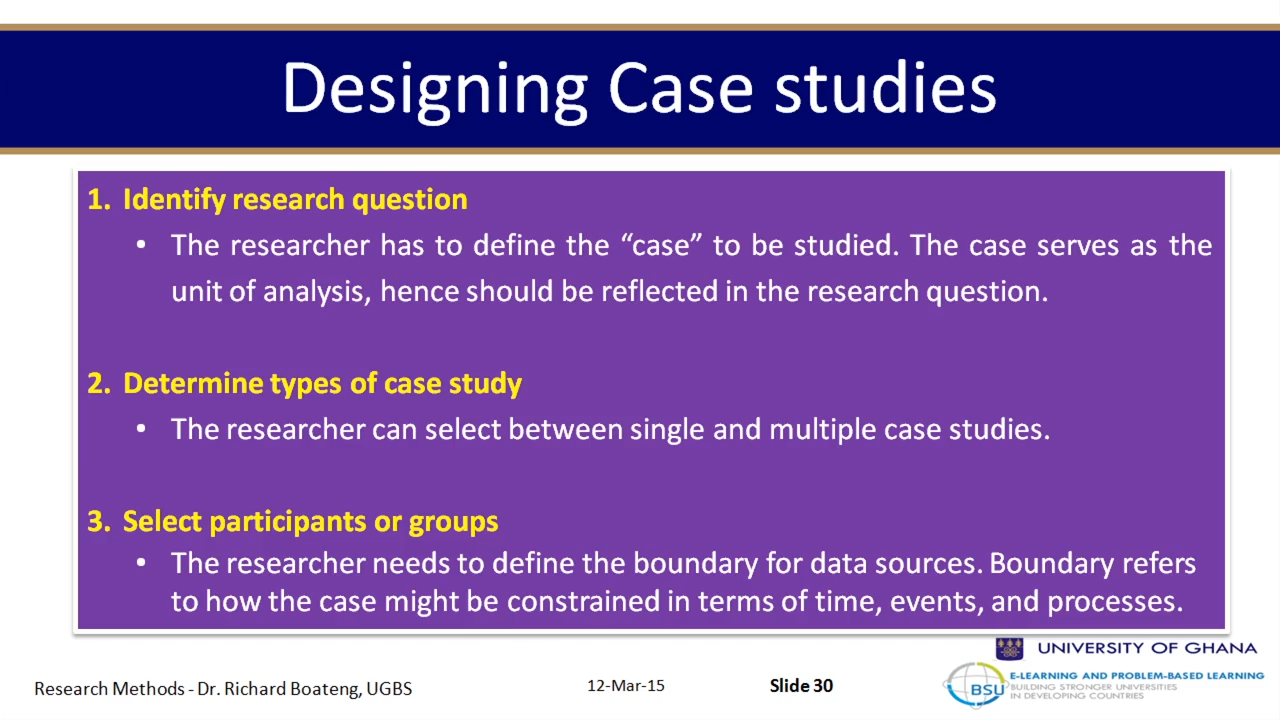 Designing Case studies
1. Identify research question
• The researcher has to define the “case” to be studied. The case serves as the
unit of analysis, hence should be reflected in the research question.
2. Determine types of case study
• The researcher can select between single and multiple case studies.
3. Select participants or groups
• The researcher needs to define the boundary for data sources. Boundary refers
to how the case might be constrained in terms of time, events, and processes.
UNIVERSITY OF GHANA
Research Methods - Dr. Richard Boateng, UGBS
12-Mar-15
Slide 30
BSU
E-LEARNING AND PROBLEM-BASED LEARNING
BUILDING STRONGER UNIVERSITIES
IN DEVELOPING COUNTRIES